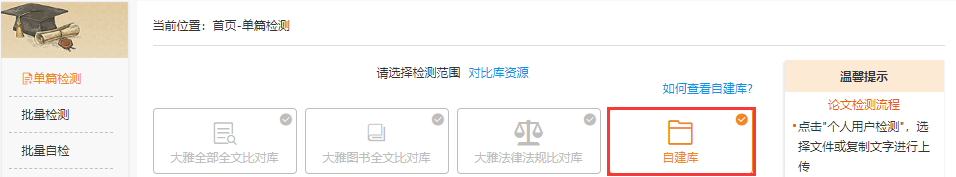 当前位置：首页-单篇检测
单篇检测
批量检测
批量自检
请选择检测范围 对比库资源
如何查看自建库?
大雅全部全文比对库
大雅图书全文比对库
大雅法律法规比对库
自建库
温馨提示
论文检测流程
•点击"个人用户检测"，选
择文件或复制文字进行上
传